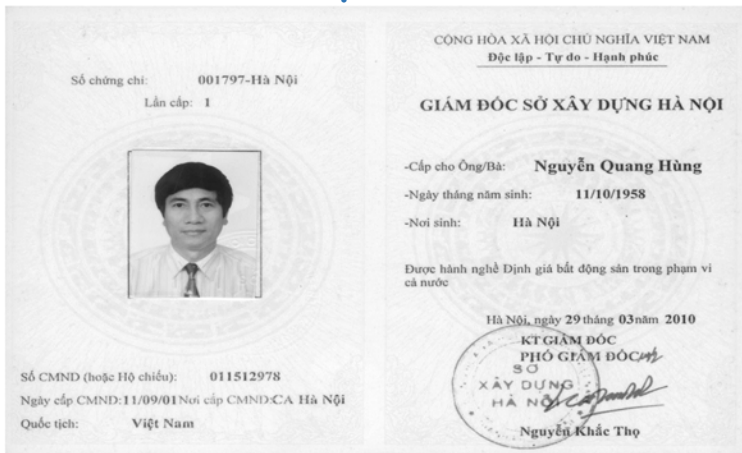 Số chứng chỉ: 001797-Hà Nội
Lần cấp: 1
Số CMND (hoặc Hộ chiếu): 011512978
Ngày cấp CMND:11/09/01 Nơi cấp CMND:CA Hà Nội
Quốc tịch: Việt Nam
CỘNG HÒA XÃ HỘI CHỦ NGHĨA VIỆT NAM
Độc lập - Tự do - Hạnh phúc
GIÁM ĐỐC SỞ XÂY DỰNG HÀ NỘI
-Cấp cho Ông/Bà: Nguyễn Quang Hùng
-Ngày tháng năm sinh: 11/10/1958
-Nơi sinh: Hà Nội
Được hành nghề Định giá bất động sản trong phạm vi
cả nước
Hà Nội, ngày 29 tháng 03 năm 2010
KT GIÁM ĐỐC
PHÓ GIÁM ĐỐC
SỞ
XÂY DỰNG
HÀ NỘI
Nguyễn Khắc Thọ